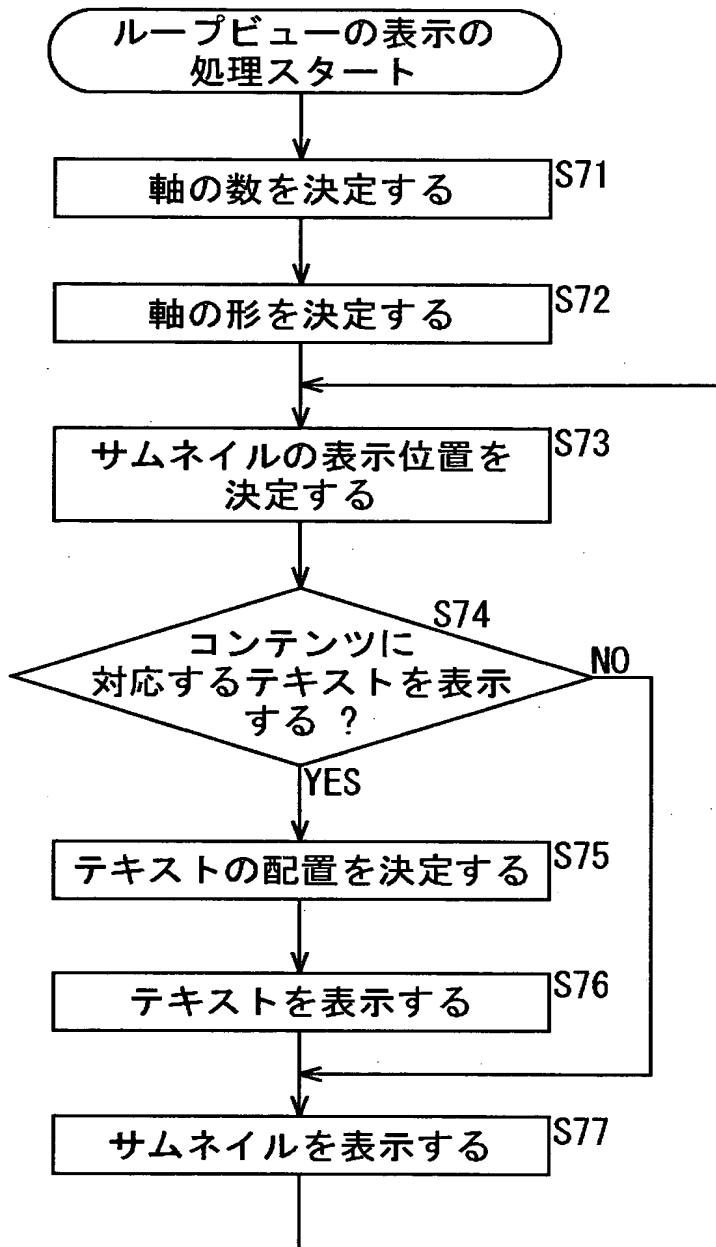 ループビューの表示の
処理スタート
軸の数を決定する
S71
軸の形を決定する
S72
サムネイルの表示位置を
決定する
S73
S74
コンテンツに
対応するテキストを表示
する ?
NO
YES
テキストの配置を決定する
S75
テキストを表示する
S76
サムネイルを表示する
S77